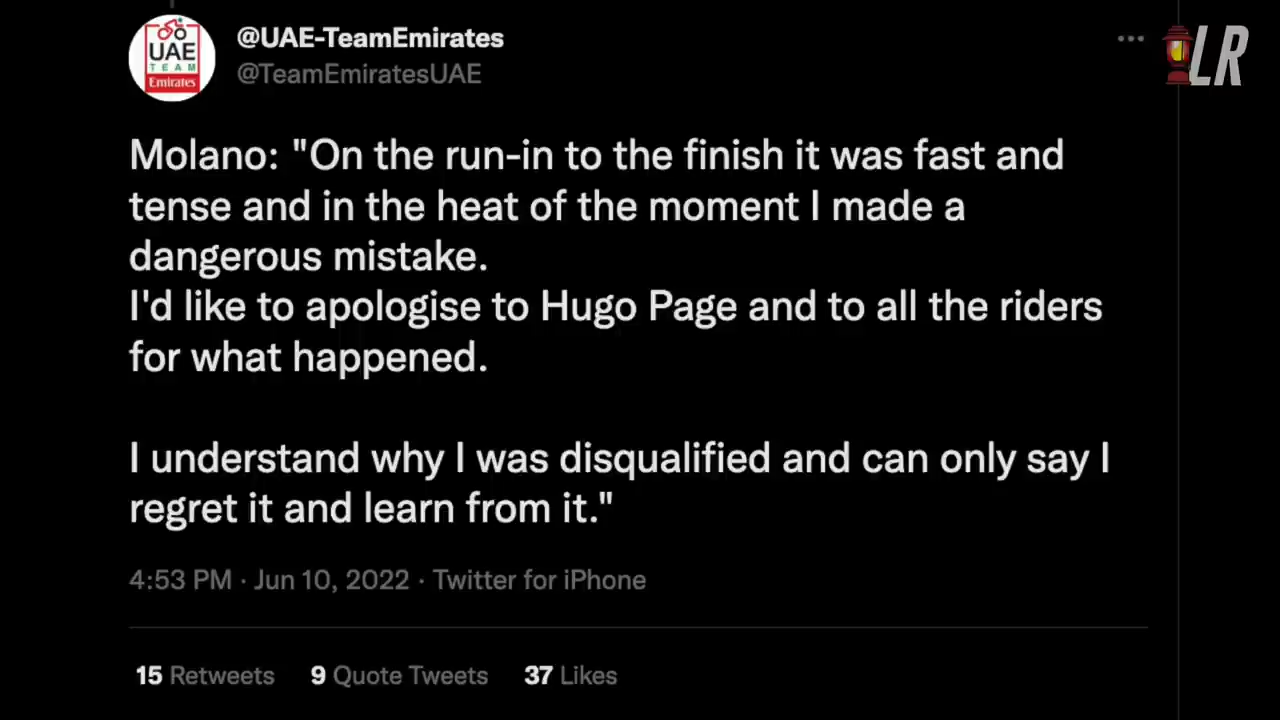 UAE
TEAM
Emirates
@UAE-TeamEmirates
@TeamEmiratesUAE
LR
Molano: "On the run-in to the finish it was fast and
tense and in the heat of the moment I made a
dangerous mistake.
I'd like to apologise to Hugo Page and to all the riders
for what happened.
I understand why I was disqualified and can only say I
regret it and learn from it."
4:53 PM · Jun 10, 2022 · Twitter for iPhone
15 Retweets 9 Quote Tweets 37 Likes